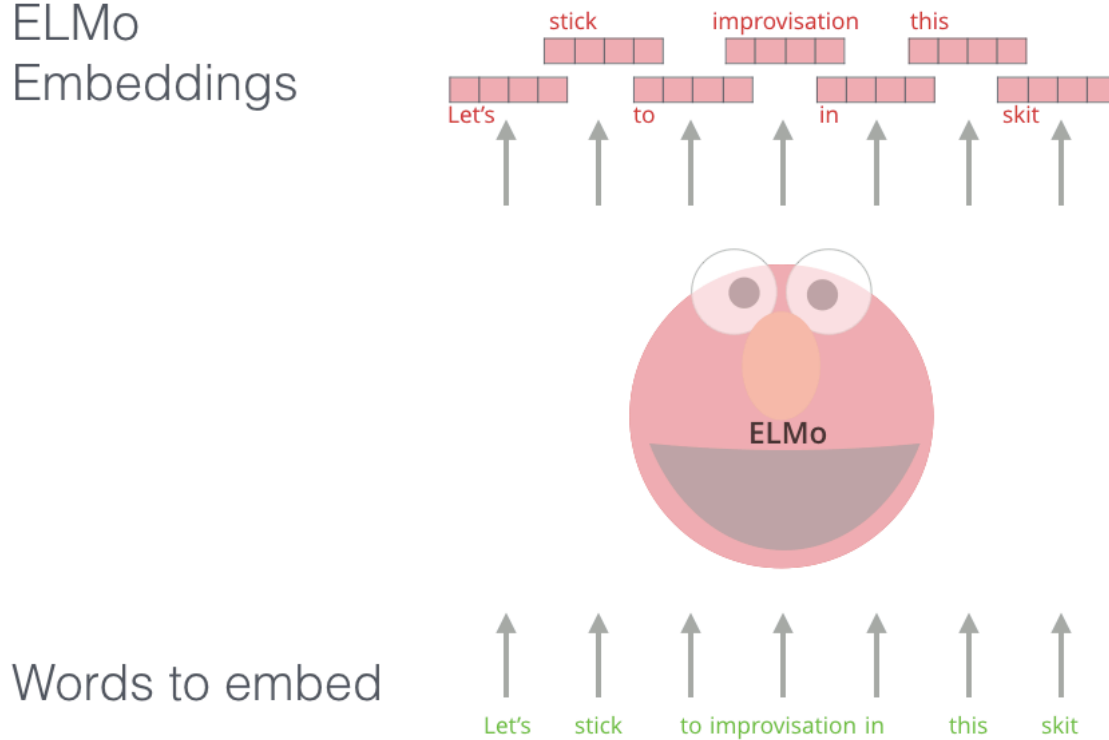 ELMo
Embeddings
stick improvisation this
Let's to in skit
ELMo
Words to embed
Let's stick to improvisation in this skit